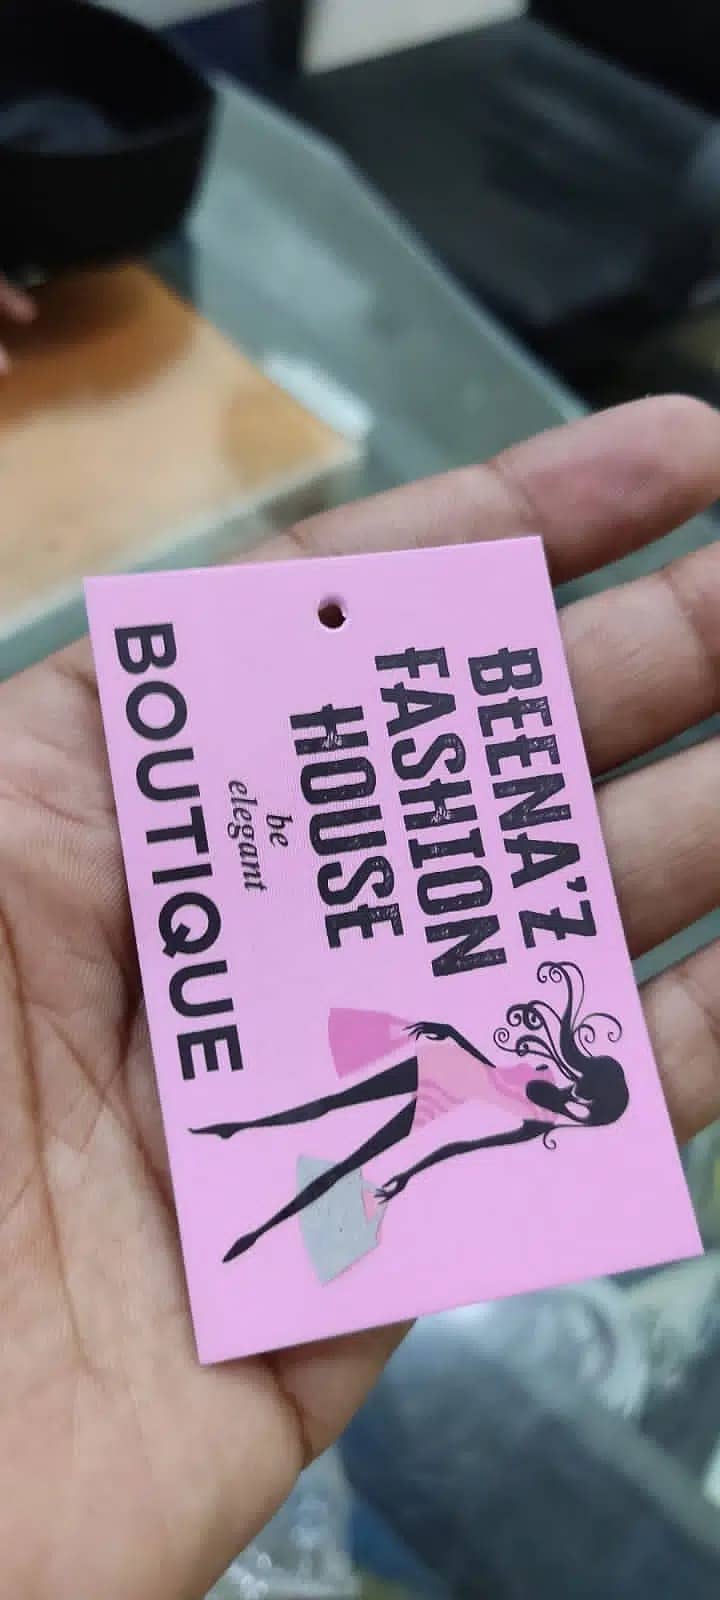 BEENA'Z
FASHION
HOUSE
be
elegant
BOUTIQUE